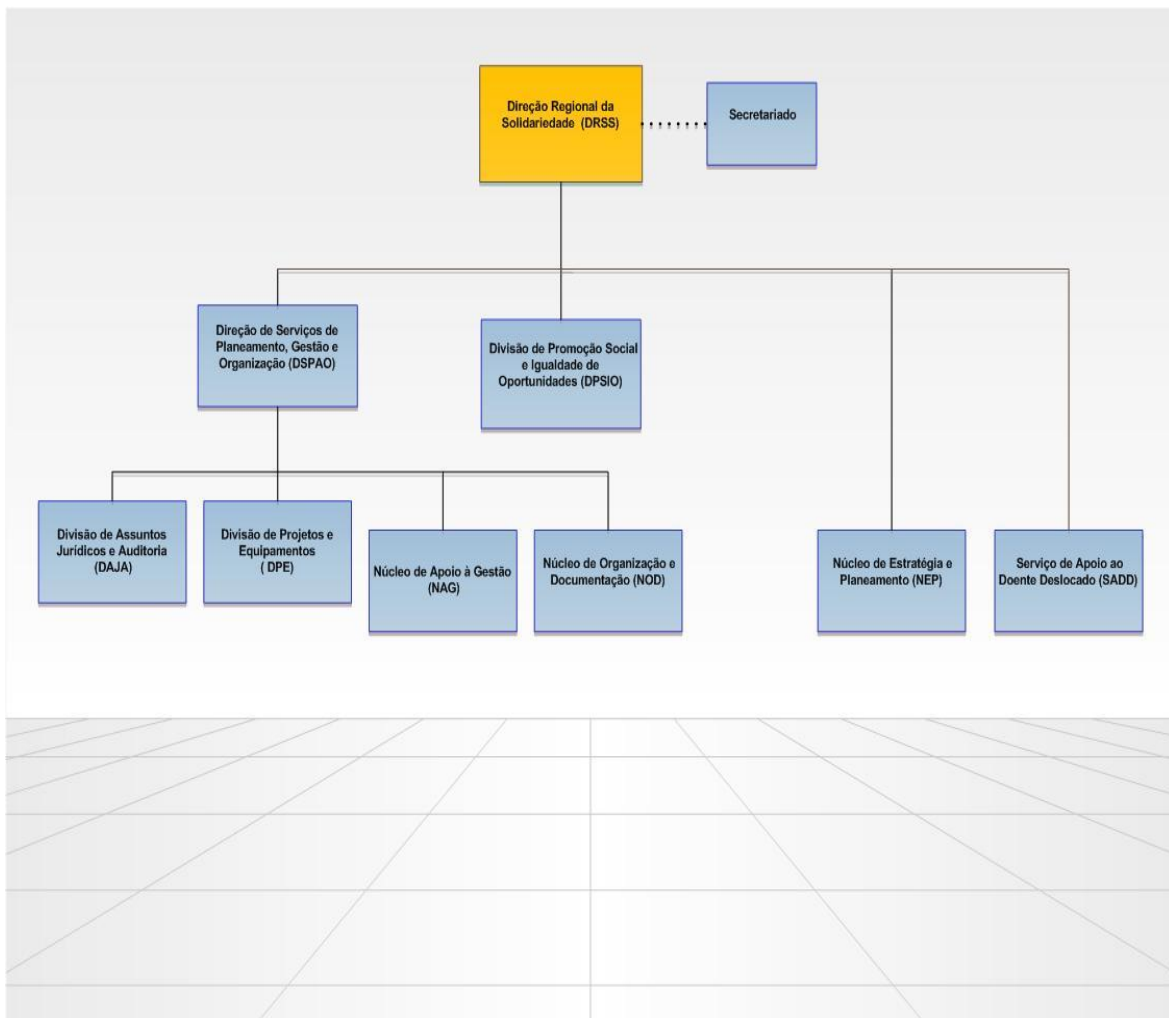 Direção Regional da
Solidariedade (DRSS)
Secretariado
Direção de Serviços de
Planeamento, Gestão e
Organização (DSPAO)
Divisão de Promoção Social
e Igualdade de
Oportunidades (DPSIO)
Divisão de Assuntos
Jurídicos e Auditoria
(DAJA)
Divisão de Projetos e
Equipamentos
( DPE)
Núcleo de Apoio à Gestão
(NAG)
Núcleo de Organização e
Documentação (NOD)
Núcleo de Estratégia e
Planeamento (NEP)
Serviço de Apoio ao
Doente Deslocado (SADD)